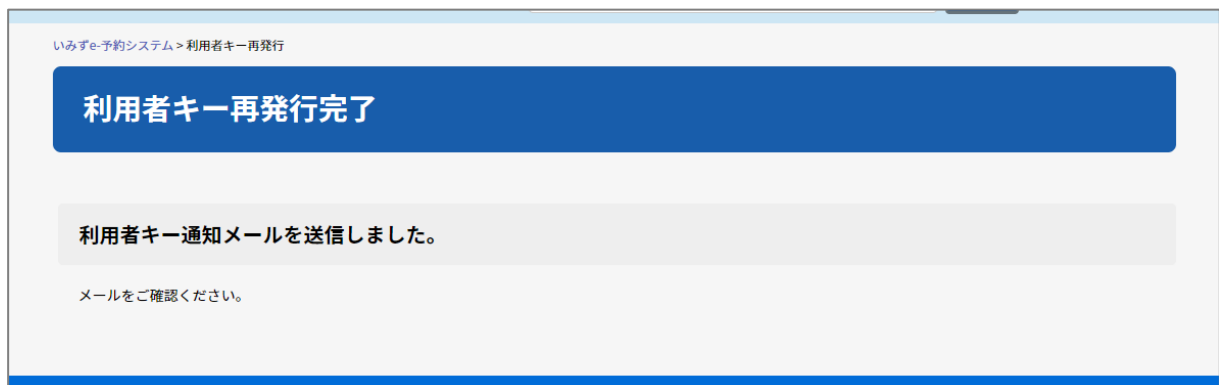 いみずe-予約システム > 利用者キー再発行
利用者キー再発行完了
利用者キー通知メールを送信しました。
メールをご確認ください。